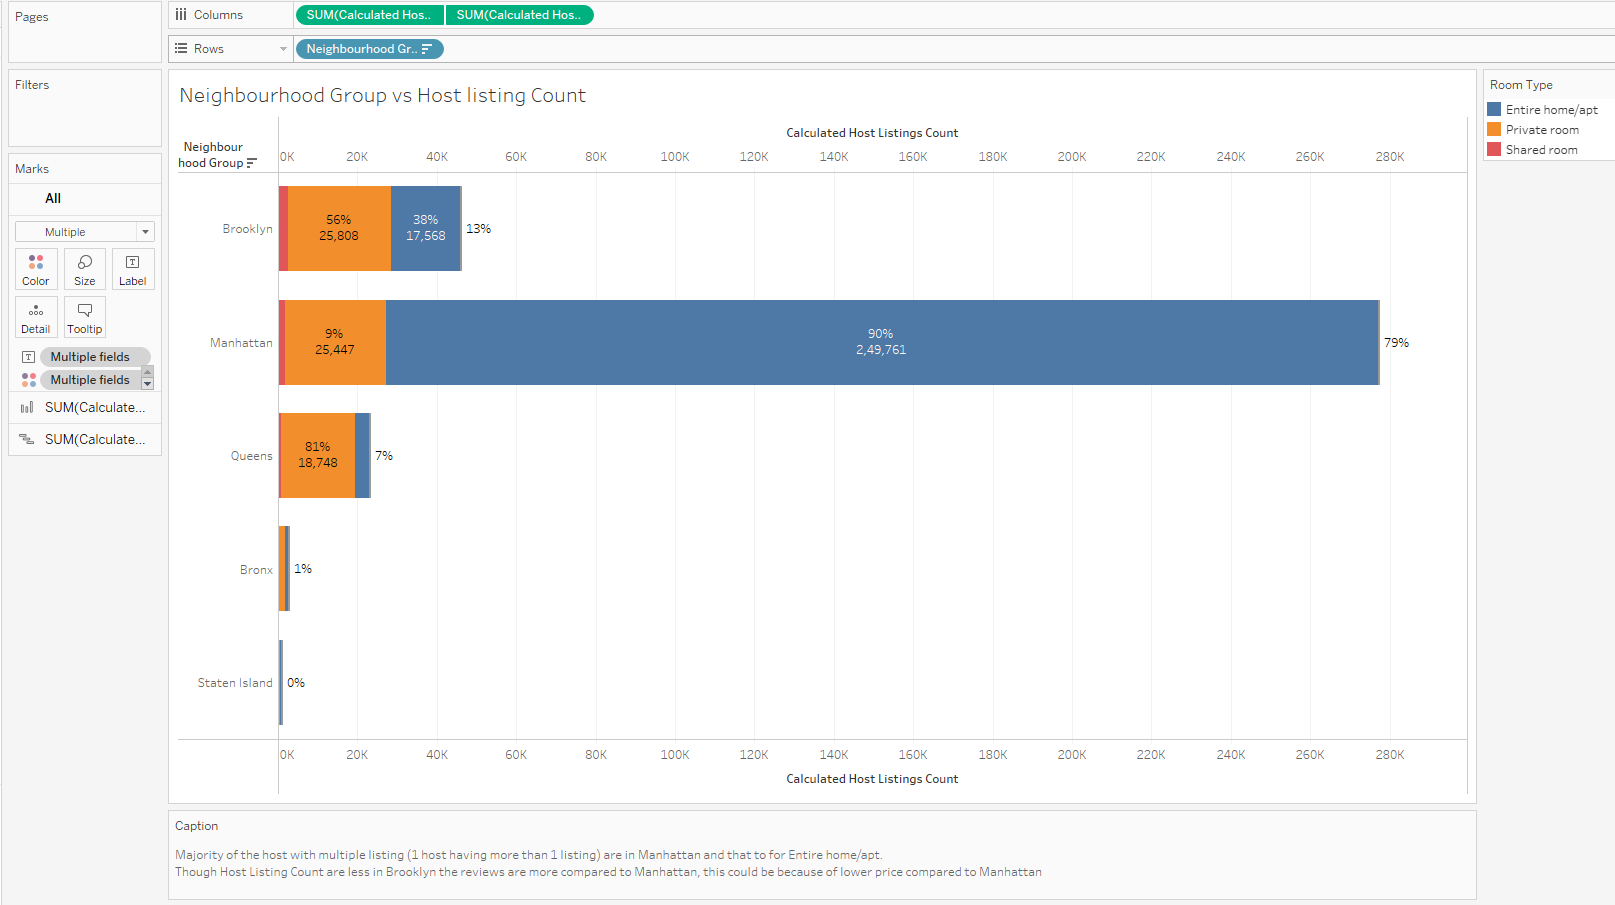 Pages
Columns
SUM(Calculated Hos..
SUM(Calculated Hos..
Rows
Neighbourhood Gr..
Filters
Marks
All
Multiple
Color
Size
Label
Detail
Tooltip
Multiple fields
Multiple fields
SUM(Calculate...
SUM(Calculate...
Neighbourhood Group vs Host listing Count
Calculated Host Listings Count
Neighbour
hood Group
0K 20K 40K 60K 80K 100K 120K 140K 160K 180K 200K 220K 240K 260K 280K
Brooklyn
56%
25,808
38%
17,568
13%
Manhattan
9%
25,447
90%
2,49,761
79%
Queens
81%
18,748
7%
Bronx
1%
Staten Island
0%
0K 20K 40K 60K 80K 100K 120K 140K 160K 180K 200K 220K 240K 260K 280K
Calculated Host Listings Count
Room Type
Entire home/apt
Private room
Shared room
Caption
Majority of the host with multiple listing (1 host having more than 1 listing) are in Manhattan and that to for Entire home/apt.
Though Host Listing Count are less in Brooklyn the reviews are more compared to Manhattan, this could be because of lower price compared to Manhattan